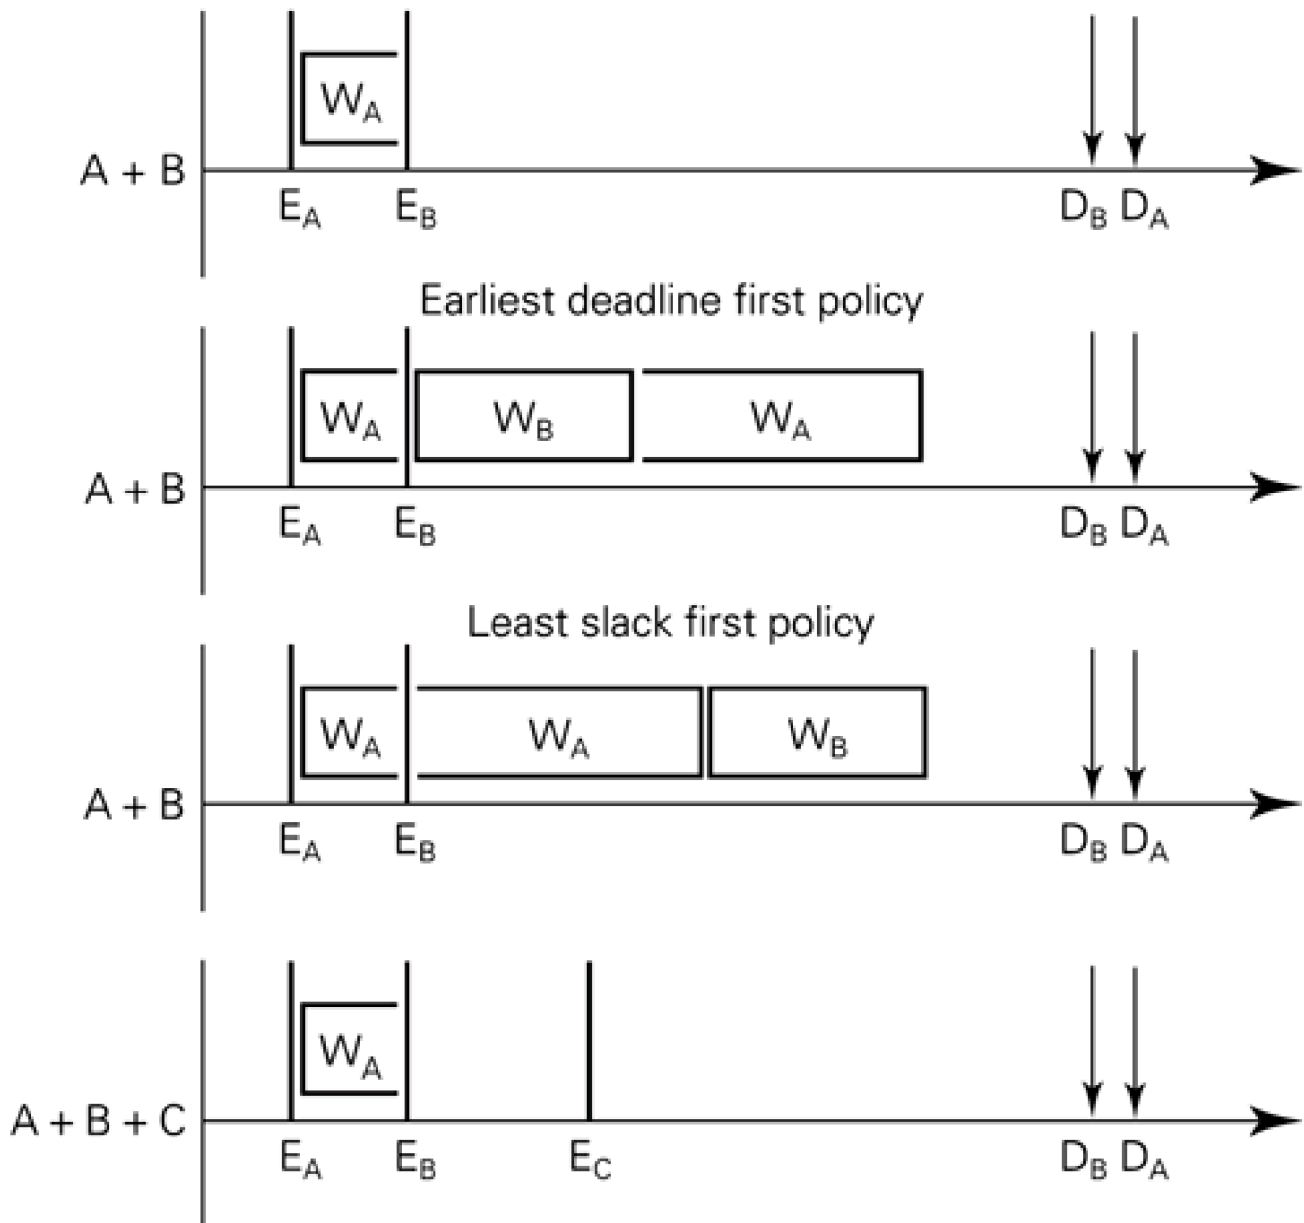 W_A
A + B
E_A E_B D_B D_A
Earliest deadline first policy
W_A W_B W_A
A + B
E_A E_B D_B D_A
Least slack first policy
W_A W_A W_B
A + B
E_A E_B D_B D_A
W_A
A + B + C
E_A E_B E_C D_B D_A